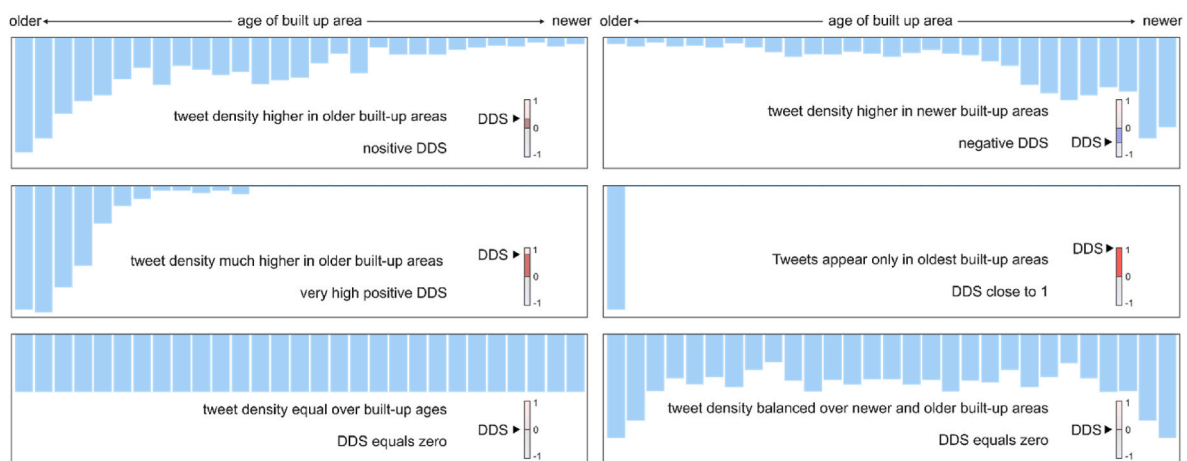 older age of built up area newer
older age of built up area newer
tweet density higher in older built-up areas
positive DDS
DDS
1
0
-1
tweet density higher in newer built-up areas
negative DDS
DDS
1
0
-1
tweet density much higher in older built-up areas
very high positive DDS
DDS
1
0
-1
Tweets appear only in oldest built-up areas
DDS close to 1
DDS
1
0
-1
tweet density equal over built-up ages
DDS equals zero
DDS
1
0
-1
tweet density balanced over newer and older built-up areas
DDS equals zero
DDS
1
0
-1